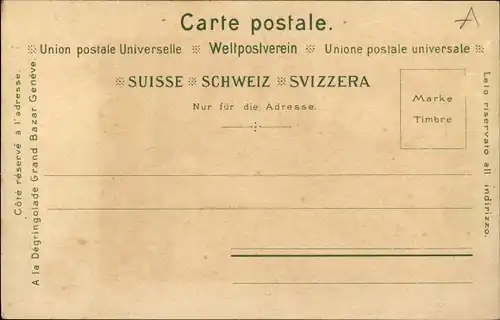 Carte postale.
Union postale Universelle Weltpostverein Unione postale universale
SUISSE SCHWEIZ SVIZZERA
Nur für die Adresse.
Marke
Timbre
Côté réservé à l'adresse.
A la Dégringolade Grand Bazar Genève.
Lato riservato all indirizzo.
A